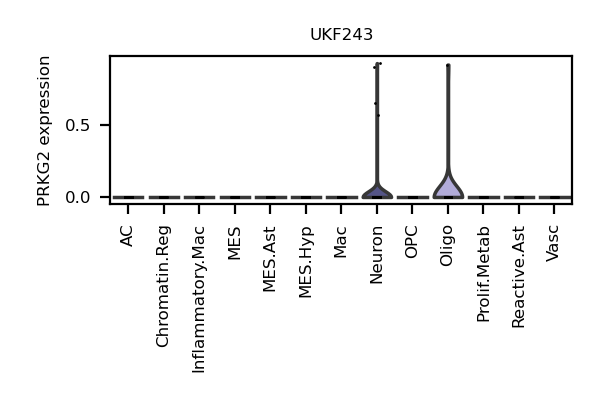 UKF243
PRKG2 expression
0.5
0.0
AC
Chromatin.Reg
Inflammatory.Mac
MES
MES.Ast
MES.Hyp
Mac
Neuron
OPC
Oligo
Prolif.Metab
Reactive.Ast
Vasc